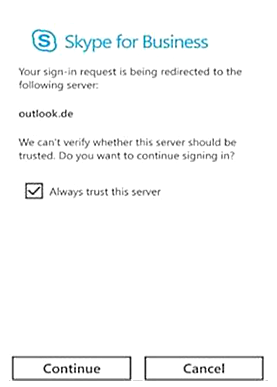 Skype for Business
Your sign-in request is being redirected to the
following server:
outlook.de
We can't verify whether this server should be
trusted. Do you want to continue signing in?
Always trust this server
Continue
Cancel